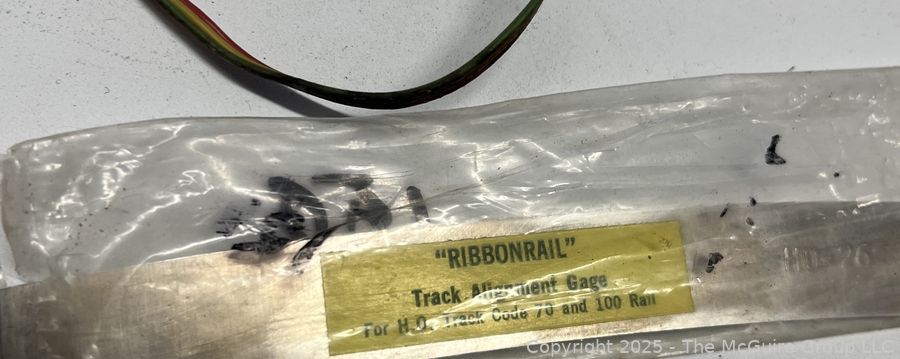 "RIBBONRAIL"
Track Alignment Gage
For H.O. Track Code 70 and 100 Rail
Copyright 2025 - The McGuire Group LLC